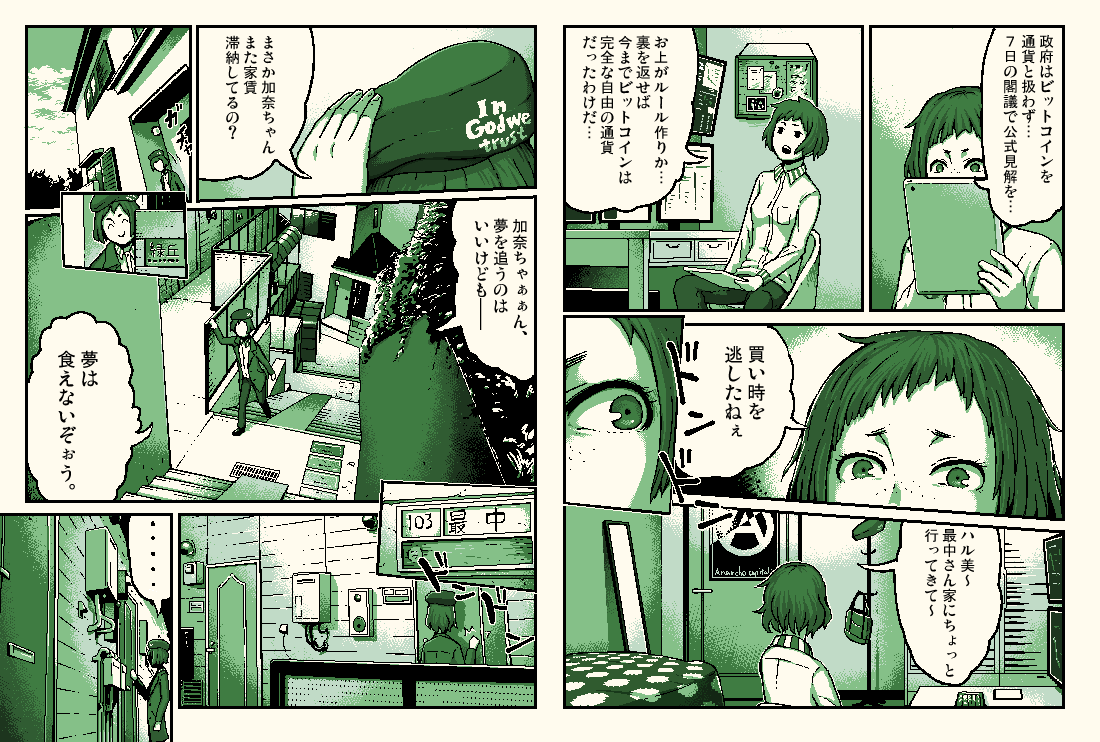 政府はビットコインを
通貨と扱わず…
７日の閣議で公式見解を…
お上がルール作りか…
裏を返せば
今までビットコインは
完全な自由の通貨
だったわけだ…
買い時を
逃したねぇ
ハル美〜
最中さん家にちょっと
行ってきて〜
Anarcho capitali
In
God we
trust
まさか加奈ちゃん
また家賃
滞納してるの？
ガチャ
緑丘
加奈ちゃぁぁん、
夢を追うのは
いいけども――
夢は
食えないぞぉう。
103 最中
ドンドン
‥‥‥